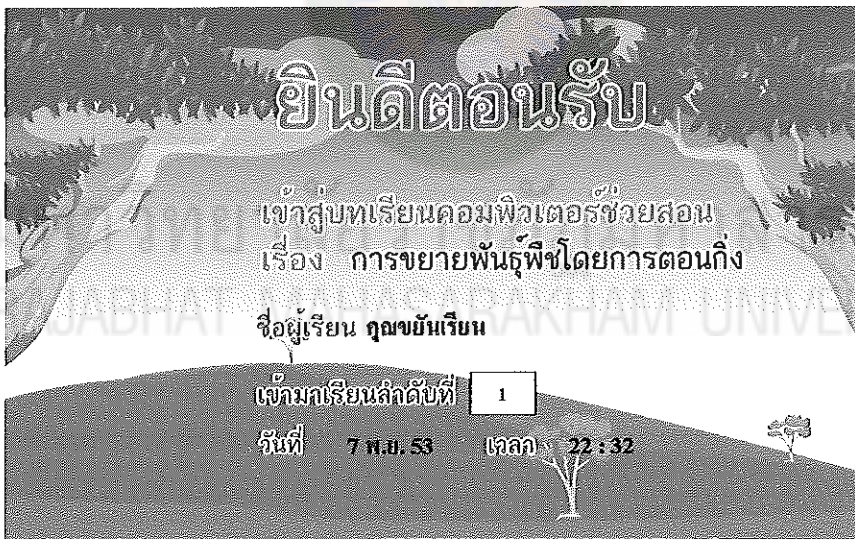 ยินดีตอนรับ
เข้าสู่บทเรียนคอมพิวเตอร์ช่วยสอน
เรื่อง การขยายพันธุ์พืชโดยการตอนกิ่ง
JABHAT MAHASARAKHAM UNIVE
ชื่อผู้เรียน คุณขยันเรียน
เข้ามาเรียนลำดับที่ 1
วันที่ 7 พ.ย. 53 เวลา 22 : 32